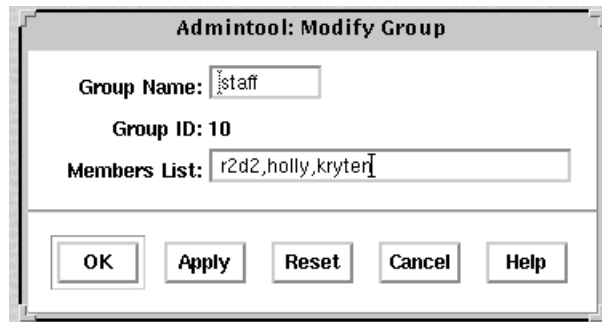 Admintool: Modify Group
Group Name: staff
Group ID: 10
Members List: r2d2,holly,kryten
OK Apply Reset Cancel Help